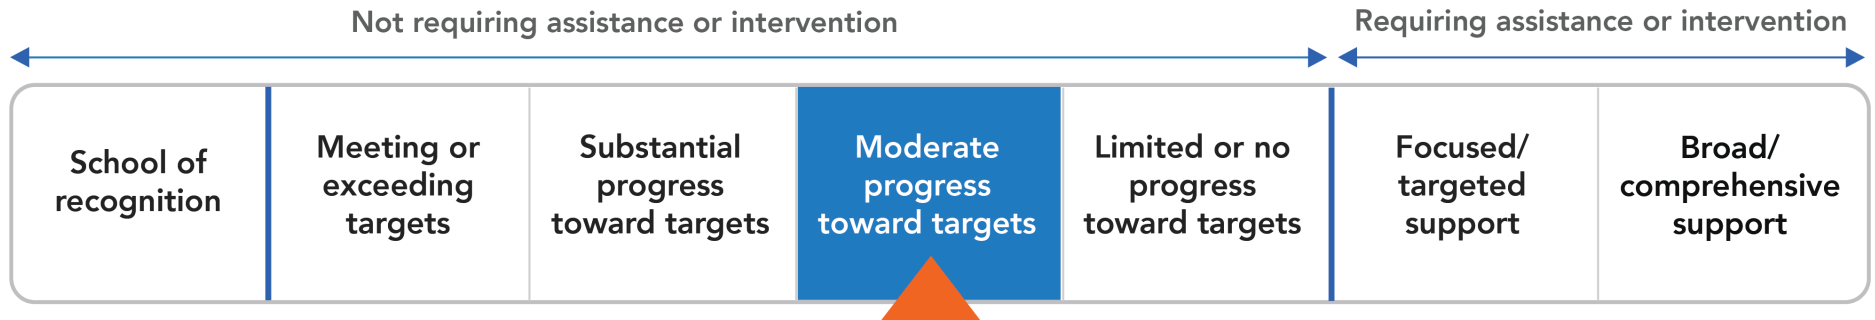 Not requiring assistance or intervention
Requiring assistance or intervention
School of
recognition
Meeting or
exceeding
targets
Substantial
progress
toward targets
Moderate
progress
toward targets
Limited or no
progress
toward targets
Focused/
targeted
support
Broad/
comprehensive
support